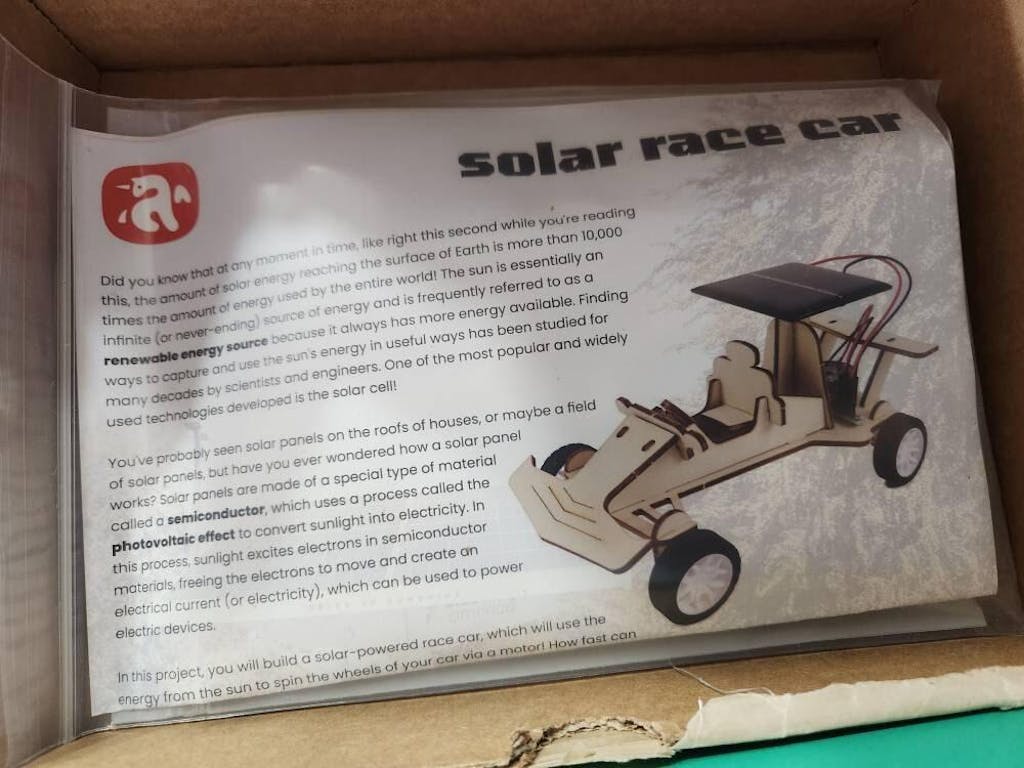 solar race car
Did you know that at any moment in time, like right this second while you're reading
this, the amount of solar energy reaching the surface of Earth is more than 10,000
times the amount of energy used by the entire world! The sun is essentially an
infinite (or never-ending) source of energy and is frequently referred to as a
renewable energy source because it always has more energy available. Finding
ways to capture and use the sun's energy in useful ways has been studied for
many decades by scientists and engineers. One of the most popular and widely
used technologies developed is the solar cell!
You've probably seen solar panels on the roofs of houses, or maybe a field
of solar panels, but have you ever wondered how a solar panel
works? Solar panels are made of a special type of material
called a semiconductor, which uses a process called the
photovoltaic effect to convert sunlight into electricity. In
this process, sunlight excites electrons in semiconductor
materials, freeing the electrons to move and create an
electrical current (or electricity), which can be used to power
electric devices.
In this project, you will build a solar-powered race car, which will use the
energy from the sun to spin the wheels of your car via a motor! How fast can